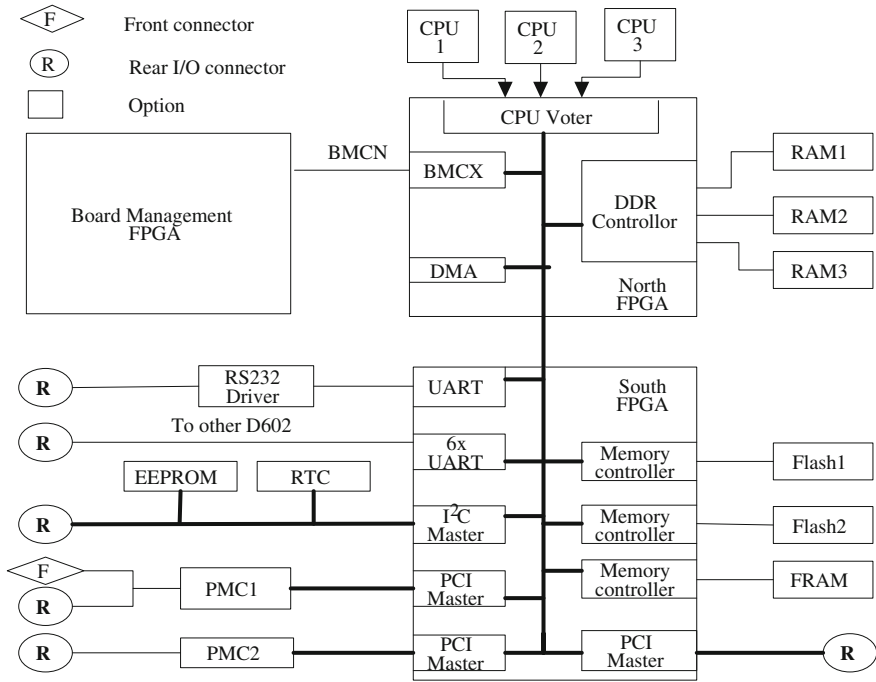 F
Front connector
R
Rear I/O connector
Option
CPU
1
CPU
2
CPU
3
CPU Voter
BMCN
BMCX
Board Management
FPGA
DDR
Controllor
DMA
North
FPGA
RAM1
RAM2
RAM3
R
RS232
Driver
UART
South
FPGA
To other D602
R
6x
UART
Memory
controller
Flash1
EEPROM
RTC
R
I²C
Master
Memory
controller
Flash2
F
R
PMC1
PCI
Master
Memory
controller
FRAM
R
PMC2
PCI
Master
PCI
Master
R